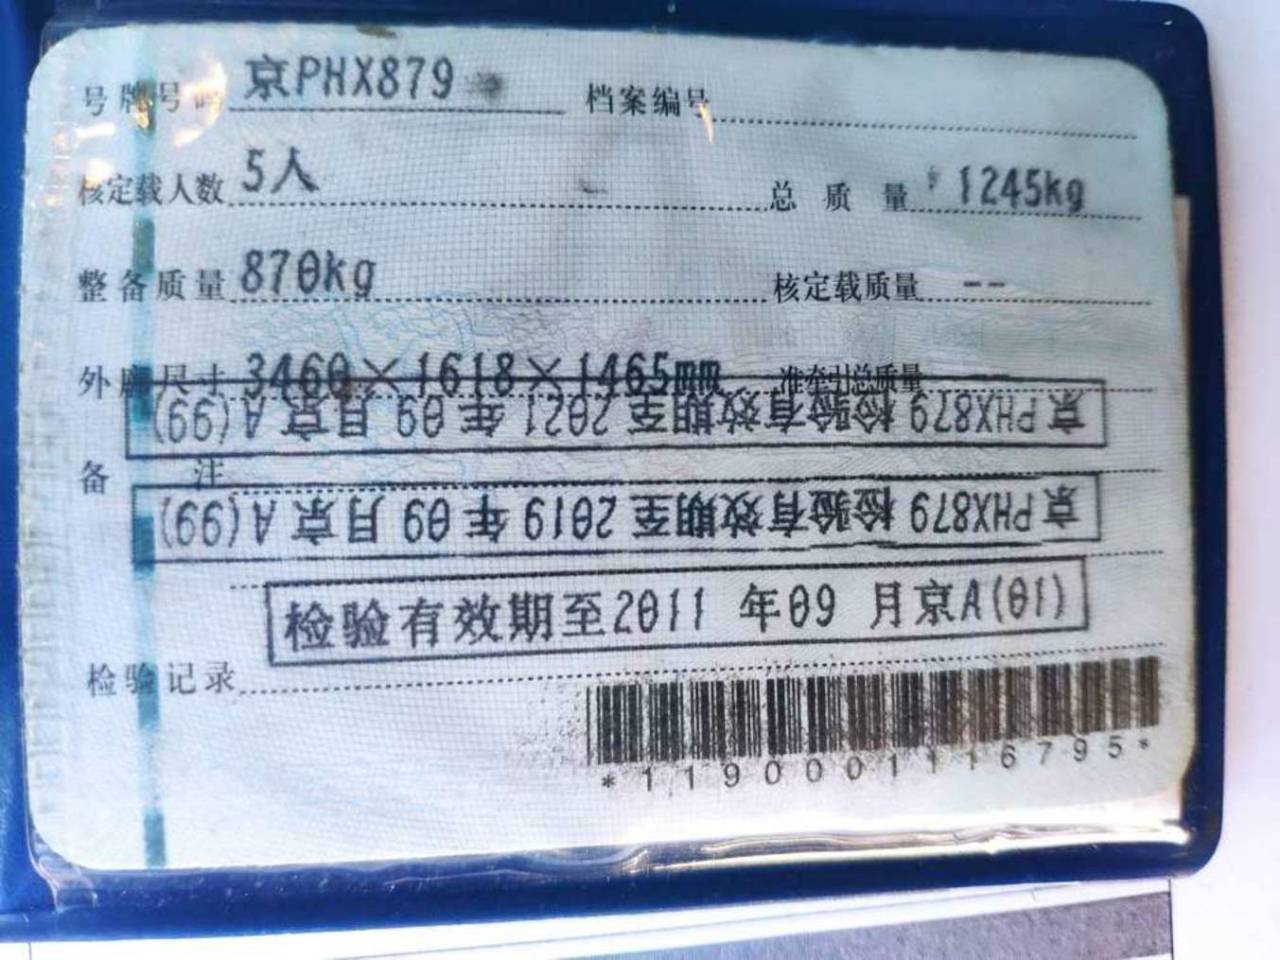 号牌号码 京PHX879 档案编号
核定载人数 5人 总质量 1245kg
整备质量 870kg 核定载质量 --
外廓尺寸 3460×1618×1465mm 准牵引总质量 --
京PHX879 检验有效期至2021 年 09 月京A(99)
备注
京PHX879 检验有效期至2019 年 09 月京A(99)
检验有效期至2011 年09 月京A(01)
检验记录
*1190001116795*